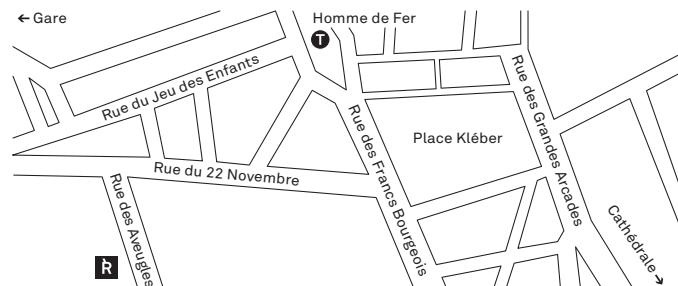 ← Gare
Homme de Fer
T
Rue du Jeu des Enfants
Rue des Grandes Arcades
Rue des Francs Bourgeois
Place Kléber
Rue du 22 Novembre
Rue des Aveugles
Cathédrale →
R